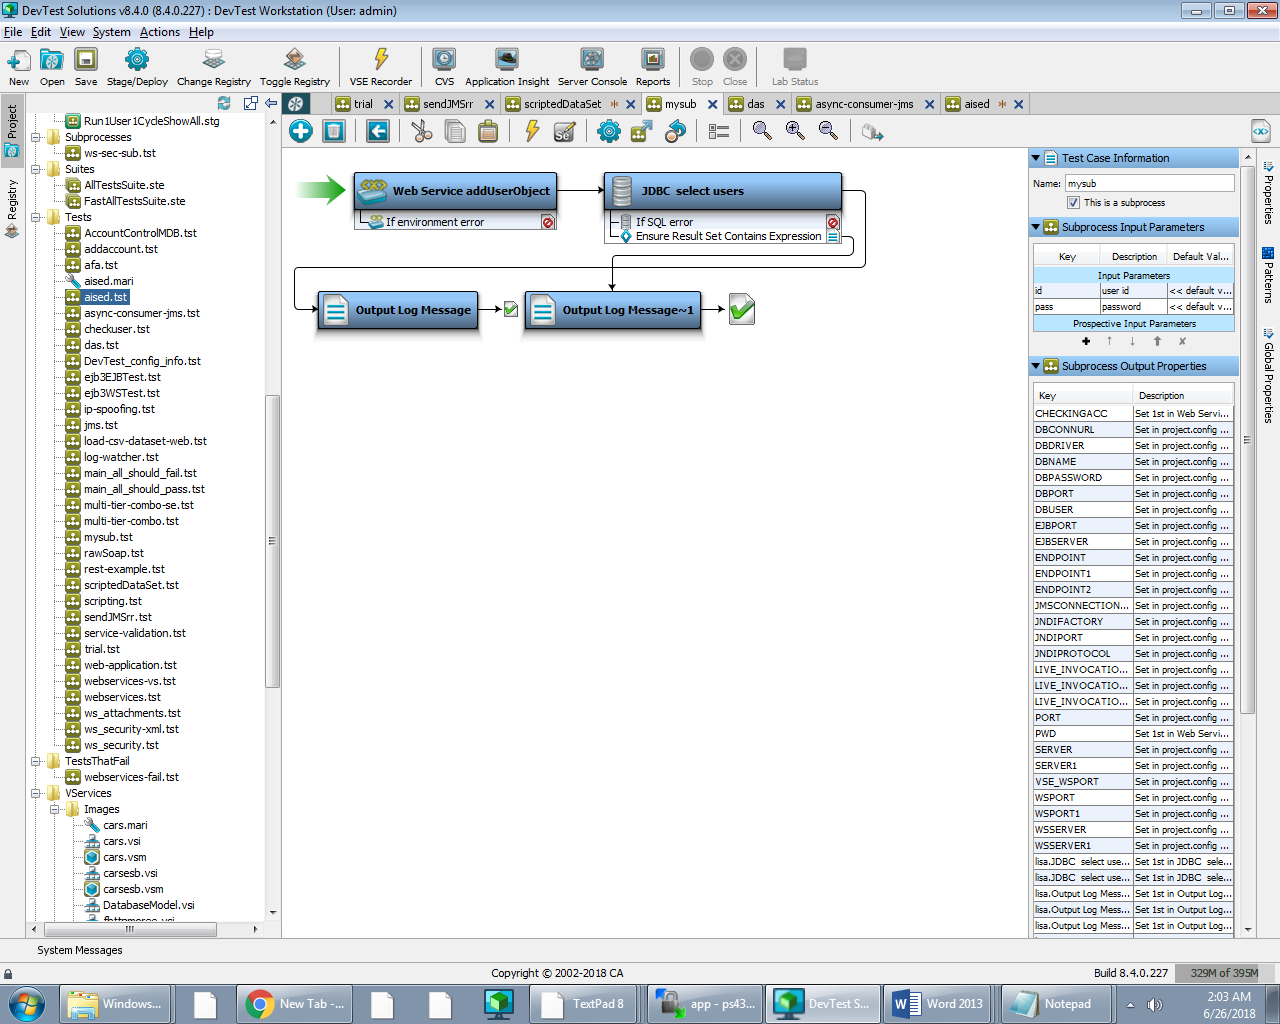 DevTest Solutions v8.4.0 (8.4.0.227) : DevTest Workstation (User: admin)
File Edit View System Actions Help
New Open Save Stage/Deploy Change Registry Toggle Registry VSE Recorder CVS Application Insight Server Console Reports Stop Close Lab Status
Project
Registry
trial sendJMSrr scriptedDataSet mysub das async-consumer-jms aised
Run1User1CycleShowAll.stg
Subprocesses
ws-sec-sub.tst
Suites
AllTestsSuite.ste
FastAllTestsSuite.ste
Tests
AccountControlMDB.tst
addaccount.tst
afa.tst
aised.mari
aised.tst
async-consumer-jms.tst
checkuser.tst
das.tst
DevTest_config_info.tst
ejb3EJBTest.tst
ejb3WSTest.tst
ip-spoofing.tst
jms.tst
load-csv-dataset-web.tst
log-watcher.tst
main_all_should_fail.tst
main_all_should_pass.tst
multi-tier-combo-se.tst
multi-tier-combo.tst
mysub.tst
rawSoap.tst
rest-example.tst
scriptedDataSet.tst
scripting.tst
sendJMSrr.tst
service-validation.tst
trial.tst
web-application.tst
webservices-vs.tst
webservices.tst
ws_attachments.tst
ws_security-xml.tst
ws_security.tst
TestsThatFail
webservices-fail.tst
VServices
Images
cars.mari
cars.vsi
cars.vsm
carsesb.vsi
carsesb.vsm
DatabaseModel.vsi
Web Service addUserObject
If environment error
JDBC select users
If SQL error
Ensure Result Set Contains Expression
Output Log Message
Output Log Message~1
Test Case Information
Name: mysub
This is a subprocess
Subprocess Input Parameters
Key Description Default Val...
Input Parameters
id user id << default v...
pass password << default v...
Prospective Input Parameters
Subprocess Output Properties
Key Description
CHECKINGACC Set 1st in Web Servi...
DBCONNURL Set in project.config ...
DBDRIVER Set in project.config ...
DBNAME Set in project.config ...
DBPASSWORD Set in project.config ...
DBPORT Set in project.config ...
DBUSER Set in project.config ...
EJBPORT Set in project.config ...
EJBSERVER Set in project.config ...
ENDPOINT Set in project.config ...
ENDPOINT1 Set in project.config ...
ENDPOINT2 Set in project.config ...
JMSCONNECTION... Set in project.config ...
JNDIFACTORY Set in project.config ...
JNDIPORT Set in project.config ...
JNDIPROTOCOL Set in project.config ...
LIVE_INVOCATIO... Set in project.config ...
LIVE_INVOCATIO... Set in project.config ...
LIVE_INVOCATIO... Set in project.config ...
PORT Set in project.config ...
PWD Set 1st in Web Servi...
SERVER Set in project.config ...
SERVER1 Set in project.config ...
VSE_WSPORT Set in project.config ...
WSPORT Set in project.config ...
WSPORT1 Set in project.config ...
WSSERVER Set in project.config ...
WSSERVER1 Set in project.config ...
lisa.JDBC select use... Set 1st in JDBC sele...
lisa.JDBC select use... Set 1st in JDBC sele...
lisa.Output Log Mess... Set 1st in Output Log...
lisa.Output Log Mess... Set 1st in Output Log...
lisa.Output Log Mess... Set 1st in Output Log...
Properties
Patterns
Global Properties
System Messages
Copyright © 2002-2018 CA
Build 8.4.0.227
329M of 395M
Windows... New Tab -... TextPad 8 app - ps43... DevTest S... Word 2013 Notepad
2:03 AM
6/26/2018